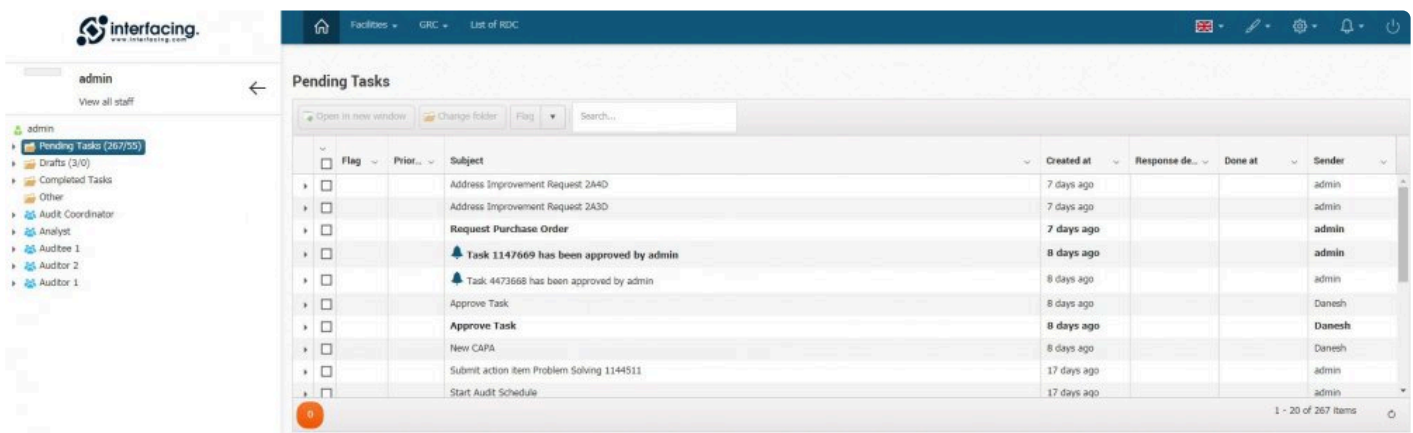 interfacing.
www.interfacing.com
Facilities GRC List of RDC
admin
View all staff
admin
Pending Tasks (267/55)
Drafts (3/0)
Completed Tasks
Other
Audit Coordinator
Analyst
Auditee 1
Auditor 2
Auditor 1
Pending Tasks
Open in new window Change folder Flag Search...
Flag Prior... Subject Created at Response de... Done at Sender
Address Improvement Request 2A4D 7 days ago admin
Address Improvement Request 2A3D 7 days ago admin
Request Purchase Order 7 days ago admin
Task 1147669 has been approved by admin 8 days ago admin
Task 4473668 has been approved by admin 8 days ago admin
Approve Task 8 days ago Danesh
Approve Task 8 days ago Danesh
New CAPA 8 days ago Danesh
Submit action item Problem Solving 1144511 17 days ago admin
Start Audit Schedule 17 days ago admin
0 1 - 20 of 267 items